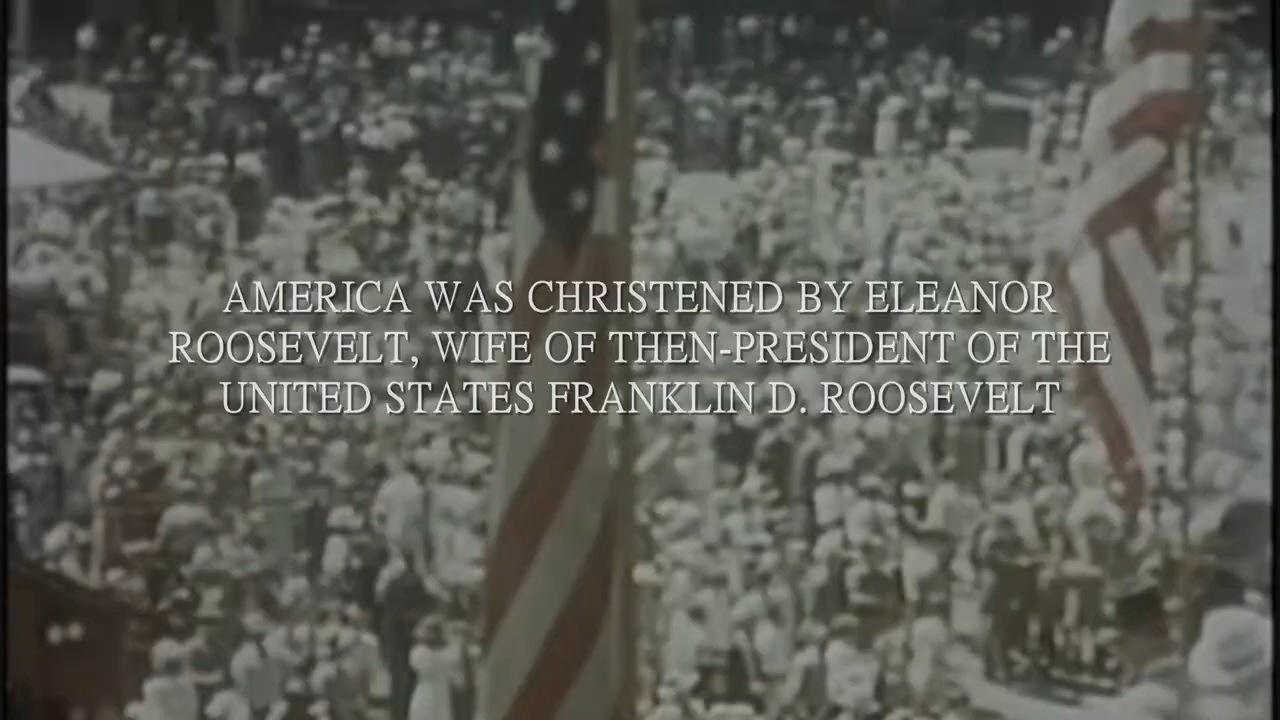 AMERICA WAS CHRISTENED BY ELEANOR
ROOSEVELT, WIFE OF THEN-PRESIDENT OF THE
UNITED STATES FRANKLIN D. ROOSEVELT